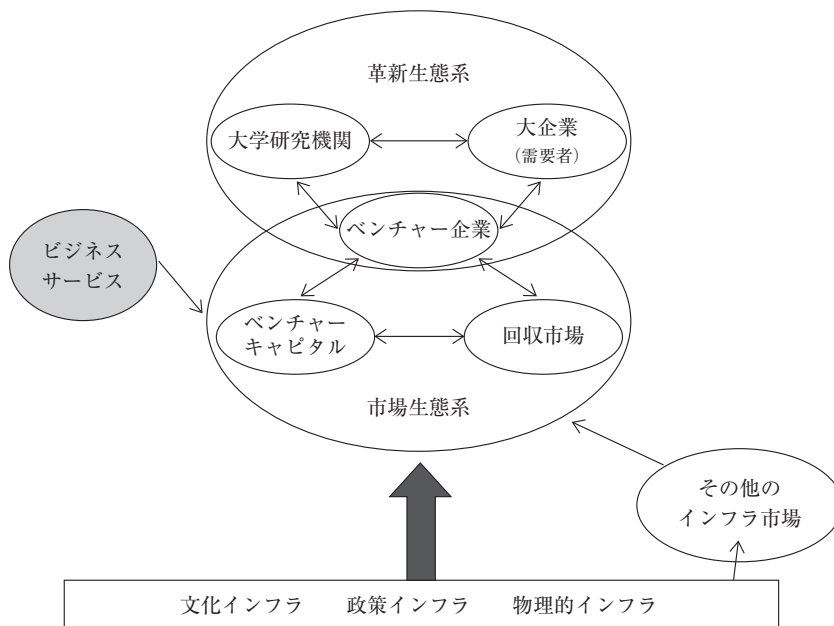 革新生態系
大学研究機関
大企業
(需要者)
ベンチャー企業
ビジネス
サービス
ベンチャー
キャピタル
回収市場
市場生態系
その他の
インフラ市場
文化インフラ 政策インフラ 物理的インフラ